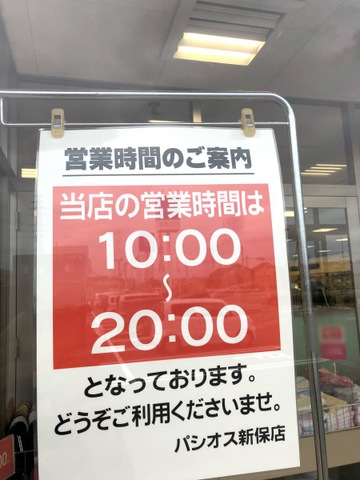 営業時間のご案内
当店の営業時間は
10:00
～
20:00
となっております。
どうぞご利用くださいませ。
パシオス新保店